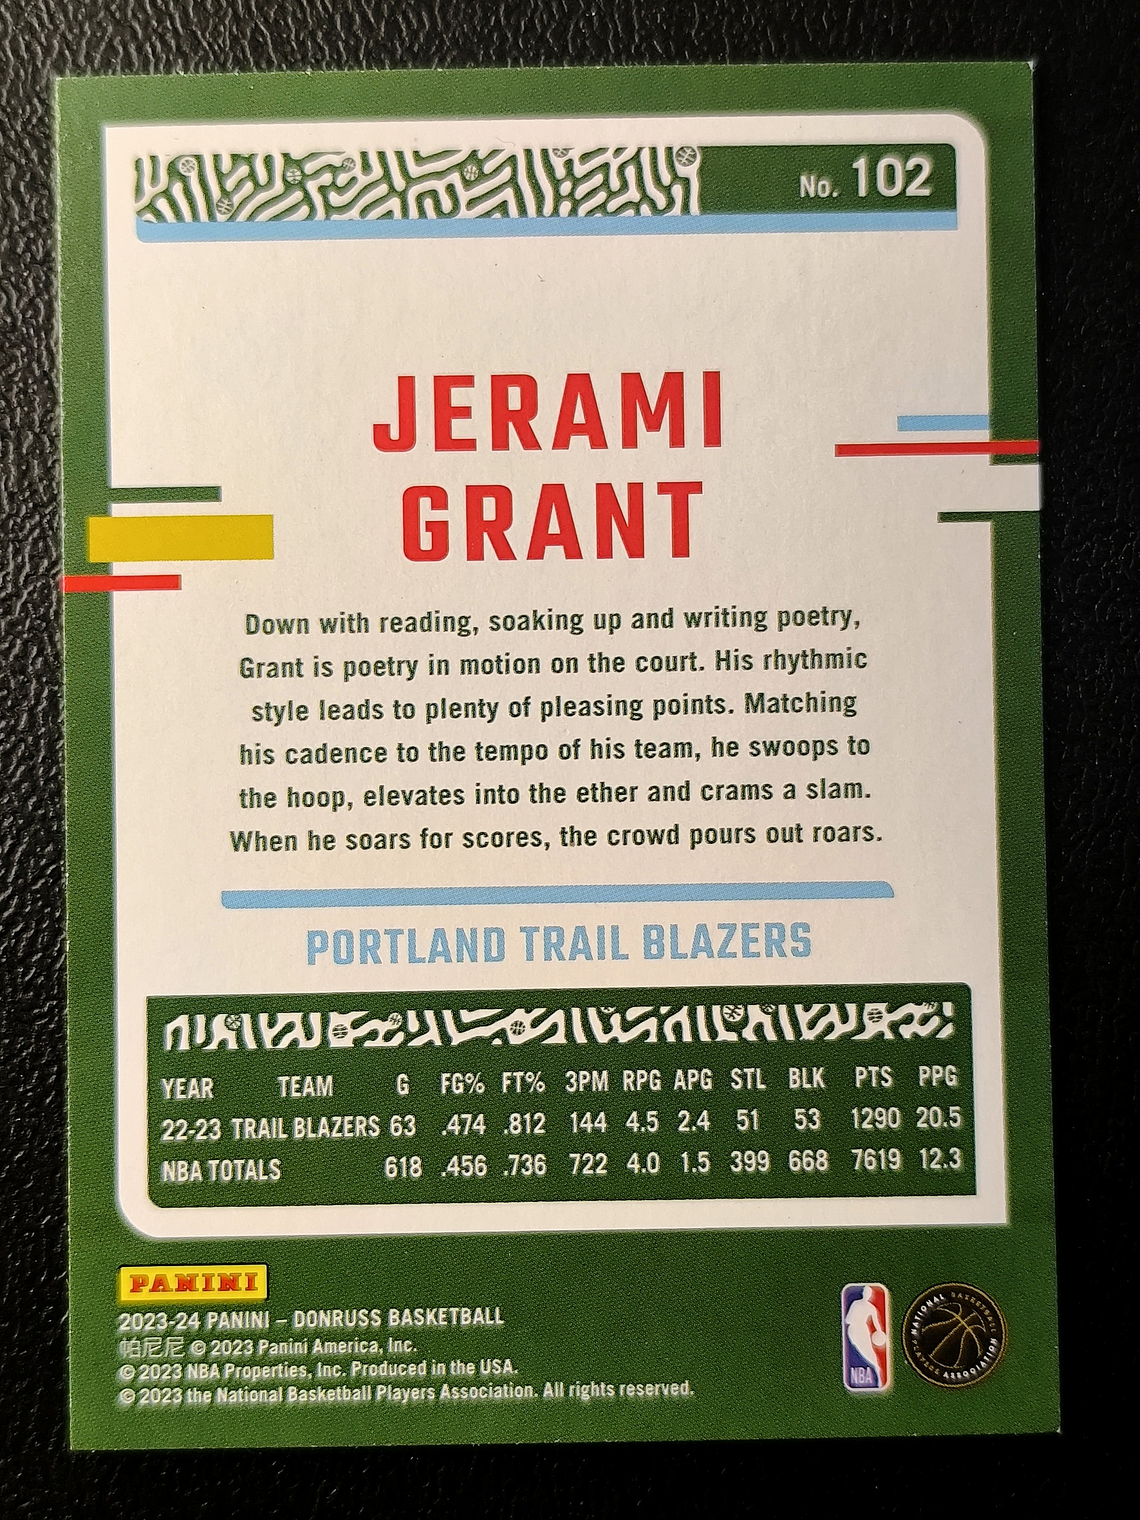 No. 102
JERAMI
GRANT
Down with reading, soaking up and writing poetry,
Grant is poetry in motion on the court. His rhythmic
style leads to plenty of pleasing points. Matching
his cadence to the tempo of his team, he swoops to
the hoop, elevates into the ether and crams a slam.
When he soars for scores, the crowd pours out roars.
PORTLAND TRAIL BLAZERS
YEAR TEAM G FG% FT% 3PM RPG APG STL BLK PTS PPG
22-23 TRAIL BLAZERS 63 .474 .812 144 4.5 2.4 51 53 1290 20.5
NBA TOTALS 618 .456 .736 722 4.0 1.5 399 668 7619 12.3
PANINI
2023-24 PANINI – DONRUSS BASKETBALL
帕尼尼 © 2023 Panini America, Inc.
© 2023 NBA Properties, Inc. Produced in the USA.
© 2023 the National Basketball Players Association. All rights reserved.
NBA
NATIONAL BASKETBALL
PLAYERS ASSOCIATION